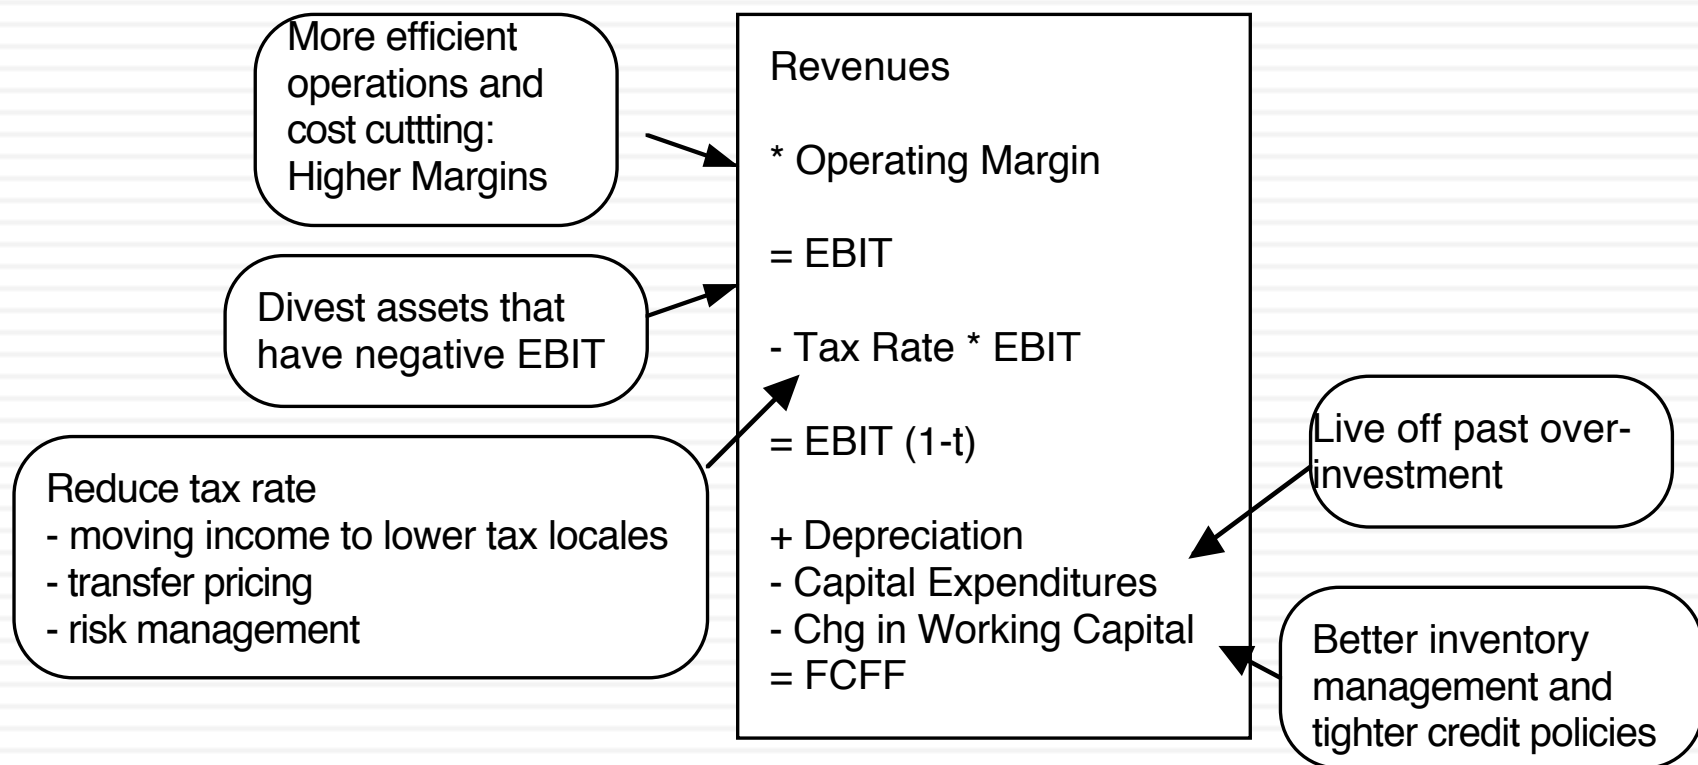 More efficient
operations and
cost cuttting:
Higher Margins
Divest assets that
have negative EBIT
Reduce tax rate
- moving income to lower tax locales
- transfer pricing
- risk management
Revenues
* Operating Margin
= EBIT
- Tax Rate * EBIT
= EBIT (1-t)
+ Depreciation
- Capital Expenditures
- Chg in Working Capital
= FCFF
Live off past over-
investment
Better inventory
management and
tighter credit policies